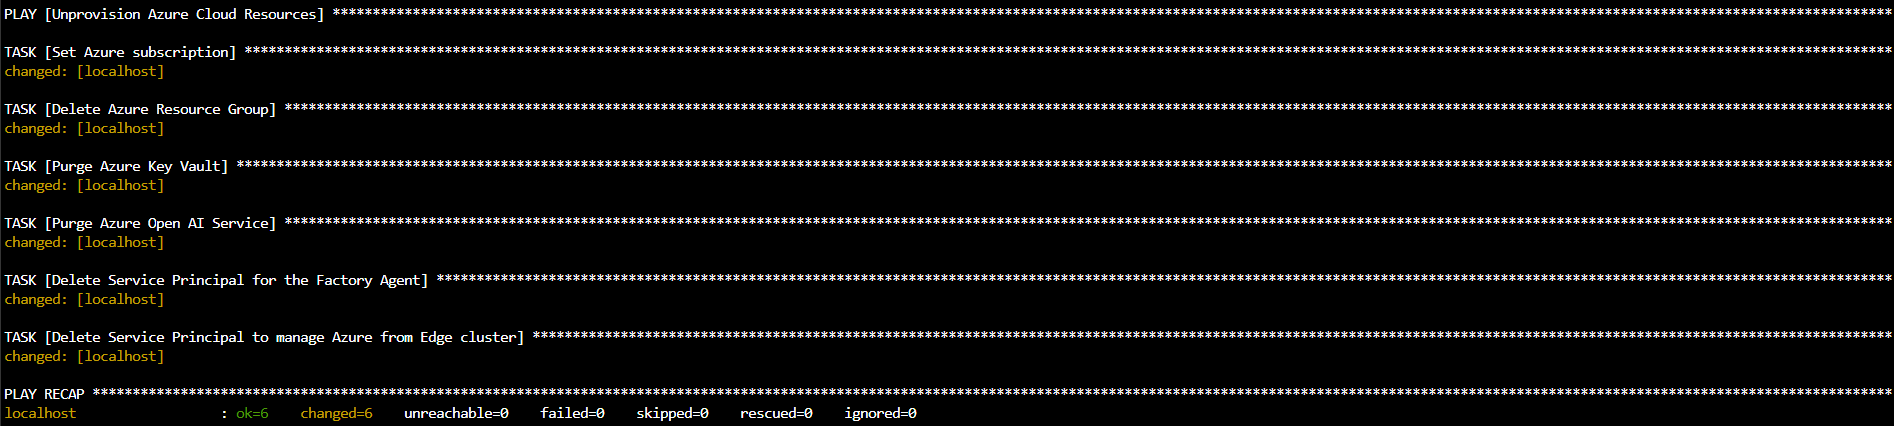 PLAY [Unprovision Azure Cloud Resources] ***************************************************************************************************************************************************************************************************
TASK [Set Azure subscription] **************************************************************************************************************************************************************************************************************
changed: [localhost]
TASK [Delete Azure Resource Group] *********************************************************************************************************************************************************************************************************
changed: [localhost]
TASK [Purge Azure Key Vault] ***************************************************************************************************************************************************************************************************************
changed: [localhost]
TASK [Purge Azure Open AI Service] *********************************************************************************************************************************************************************************************************
changed: [localhost]
TASK [Delete Service Principal for the Factory Agent] **************************************************************************************************************************************************************************************
changed: [localhost]
TASK [Delete Service Principal to manage Azure from Edge cluster] **************************************************************************************************************************************************************************
changed: [localhost]
PLAY RECAP *********************************************************************************************************************************************************************************************************************************
localhost                  : ok=6    changed=6    unreachable=0    failed=0    skipped=0    rescued=0    ignored=0